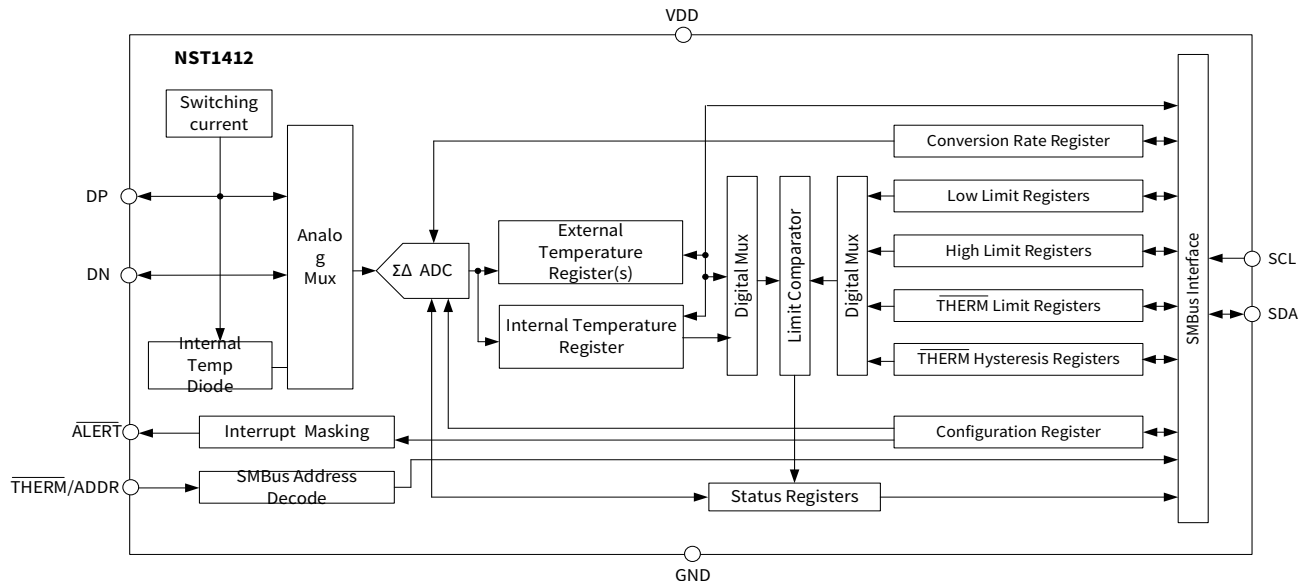 VDD
NST1412
Switching
current
Conversion Rate Register
DP
Low Limit Registers
Analo
g
Mux
External
Temperature
Register(s)
ΣΔ ADC
Digital Mux
Limit Comparator
Digital Mux
High Limit Registers
SMBus Interface
SCL
DN
THERM Limit Registers
SDA
Internal Temperature
Register
Internal
Temp
Diode
THERM Hysteresis Registers
ALERT
Interrupt Masking
Configuration Register
THERM/ADDR
SMBus Address
Decode
Status Registers
GND